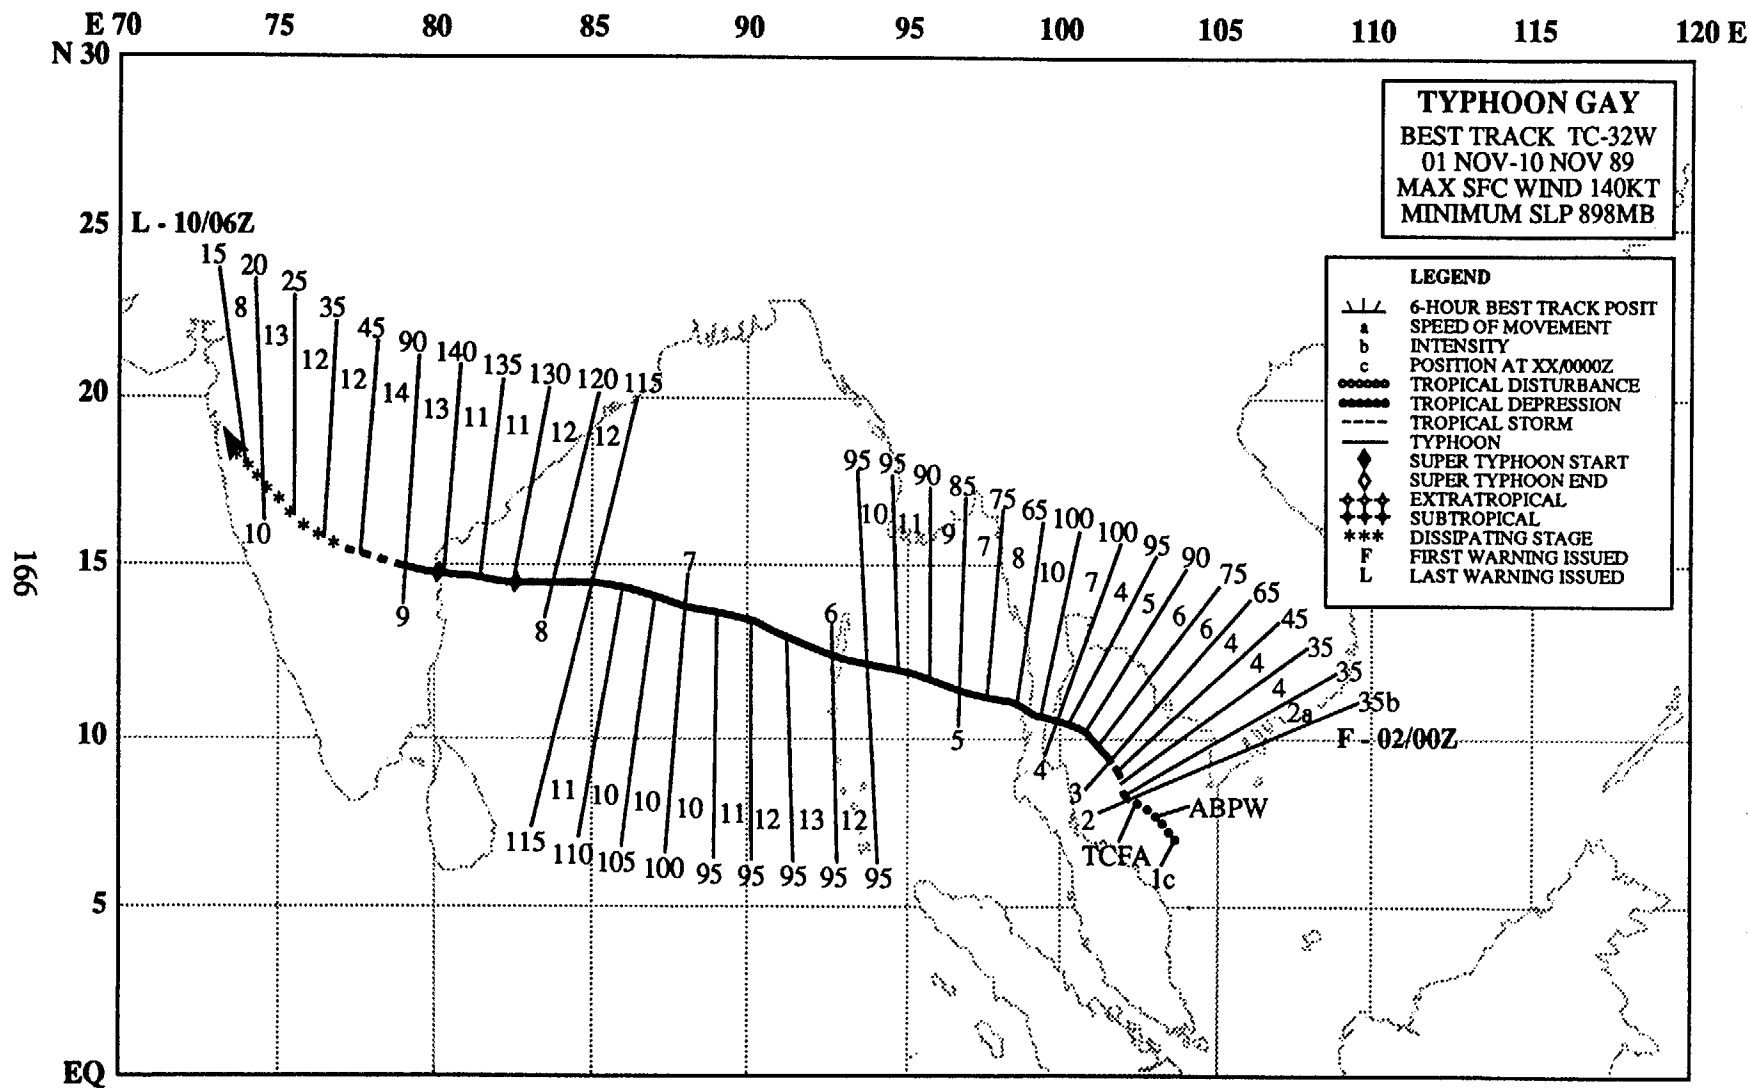 E 70 75 80 85 90 95 100 105 110 115 120 E
N 30
25
20
15
10
5
EQ
TYPHOON GAY
BEST TRACK TC-32W
01 NOV-10 NOV 89
MAX SFC WIND 140KT
MINIMUM SLP 898MB
LEGEND
6-HOUR BEST TRACK POSIT
a SPEED OF MOVEMENT
b INTENSITY
c POSITION AT XX/0000Z
TROPICAL DISTURBANCE
TROPICAL DEPRESSION
TROPICAL STORM
TYPHOON
SUPER TYPHOON START
SUPER TYPHOON END
EXTRATROPICAL
SUBTROPICAL
*** DISSIPATING STAGE
F FIRST WARNING ISSUED
L LAST WARNING ISSUED
L - 10/06Z
15 20 25 35 45 90 140 135 130 120 115
8 13 12 12 14 13 11 11 12 12
10
9
8
7
6
5
4
3
2
1c
95 95 90 85 75 65 100 100 95 90 75 65 45 35 35 35b
10 11 9 7 8 10 7 4 5 6 6 4 4 4 2a
F - 02/00Z
ABPW
TCFA
11 10 10 10 11 12 13 12
115 110 105 100 95 95 95 95 95
166